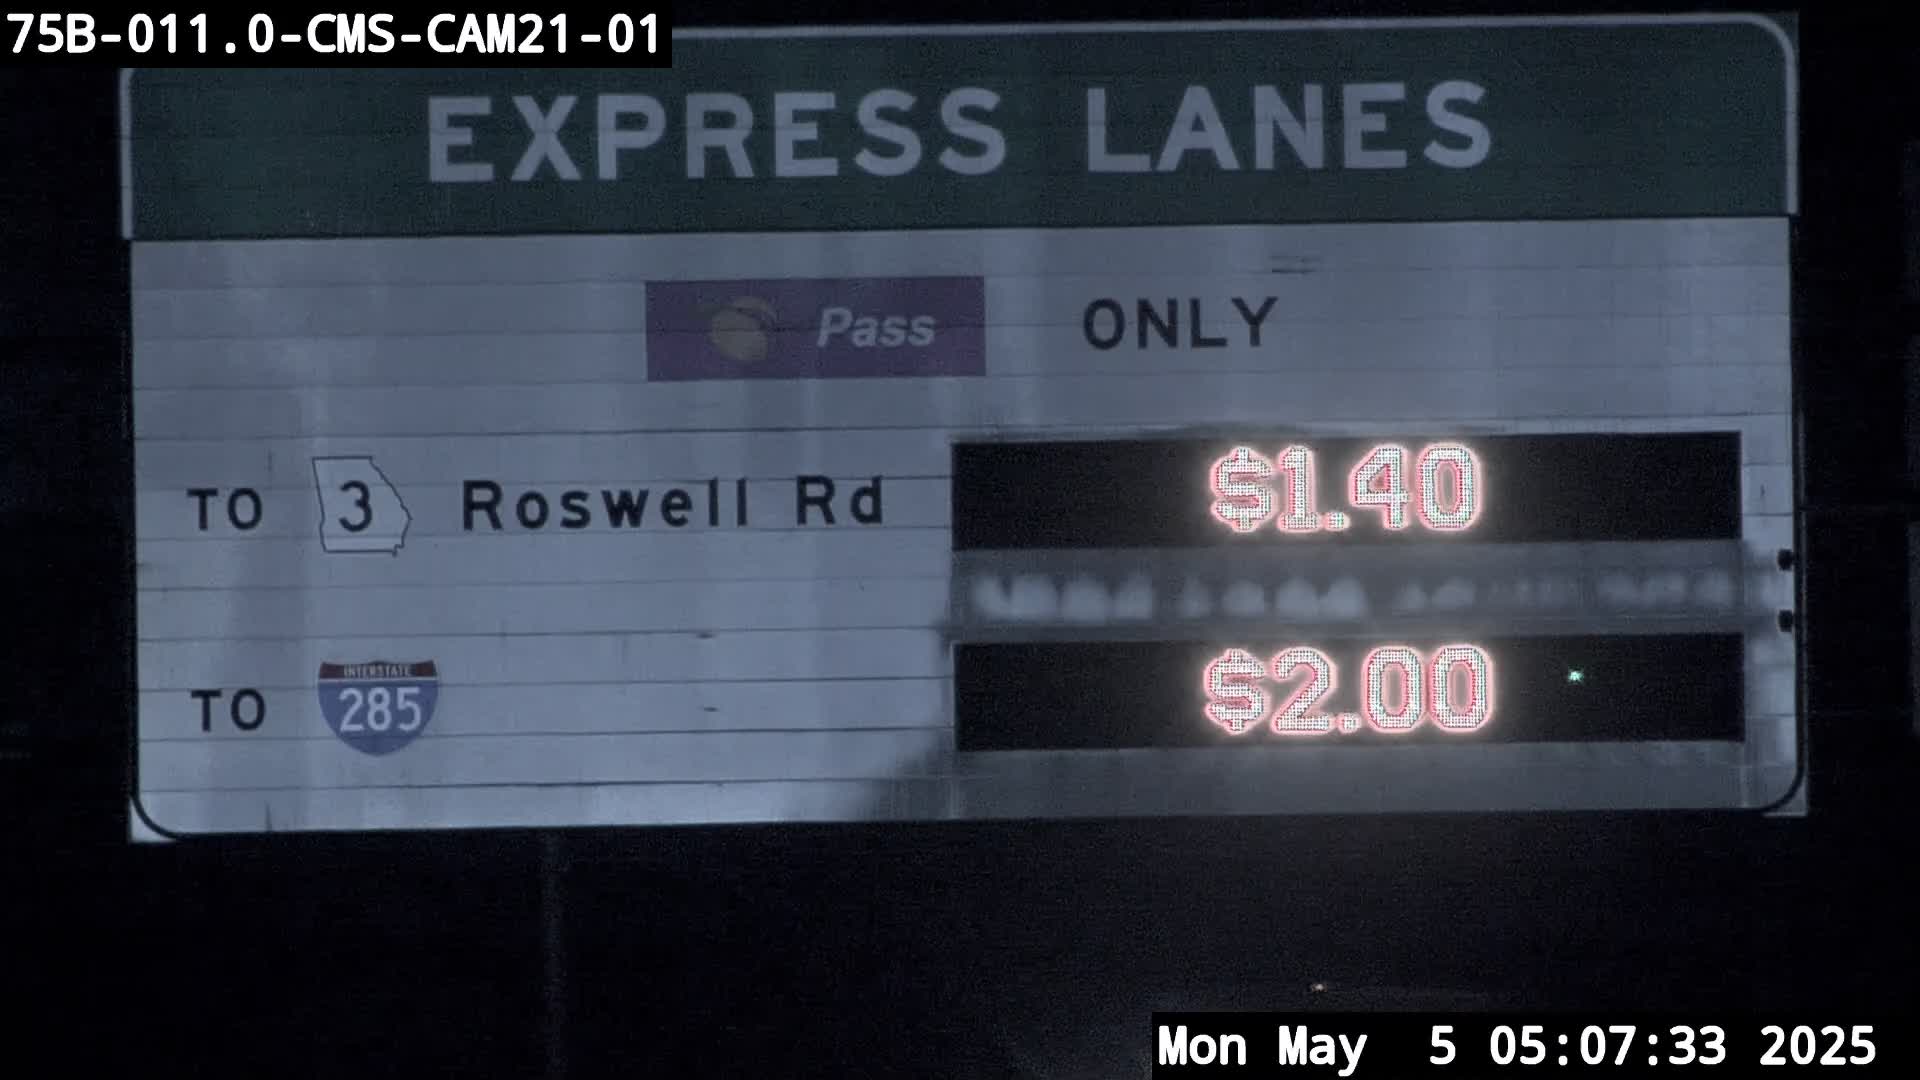 75B-011.0-CMS-CAM21-01
EXPRESS LANES
Pass ONLY
TO 3 Roswell Rd $1.40
INTERSTATE
TO 285 $2.00
Mon May 5 05:07:33 2025